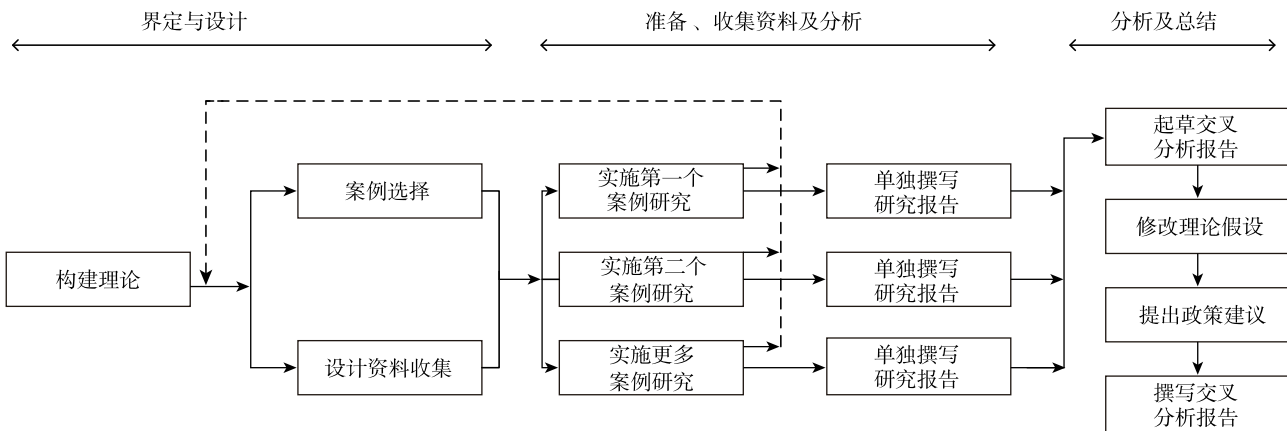 界定与设计
准备、收集资料及分析
分析及总结
构建理论
案例选择
设计资料收集
实施第一个
案例研究
实施第二个
案例研究
实施更多
案例研究
单独撰写
研究报告
单独撰写
研究报告
单独撰写
研究报告
起草交叉
分析报告
修改理论假设
提出政策建议
撰写交叉
分析报告